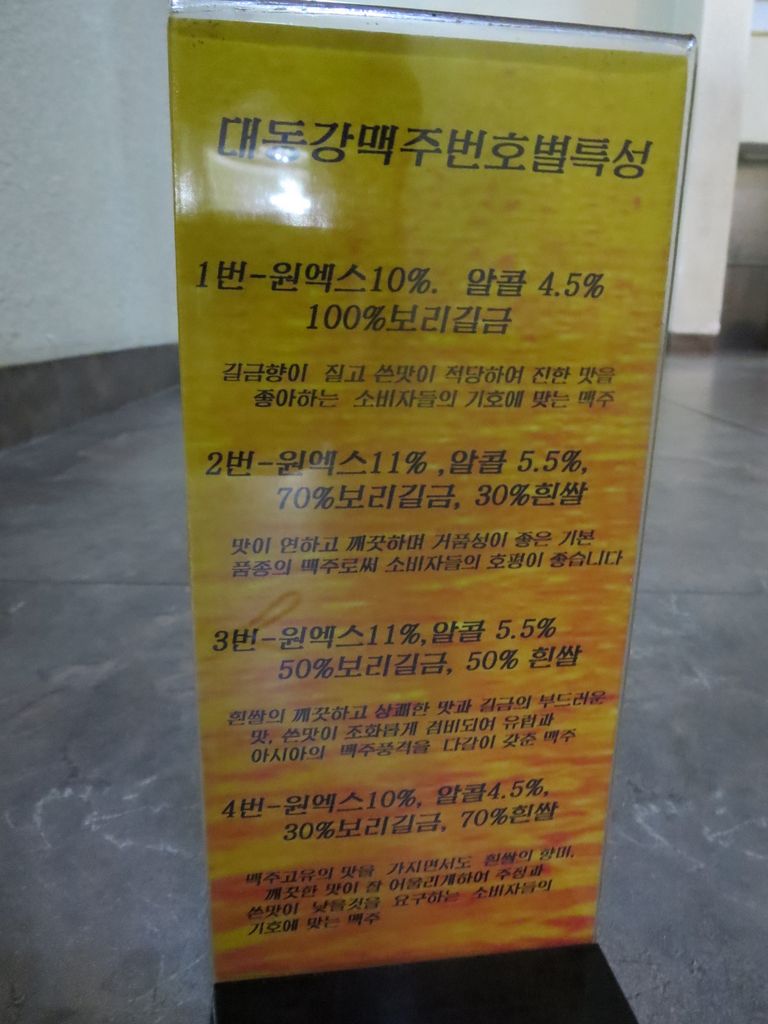 대동강맥주번호별특성
1번-원엑스10%. 알콜 4.5%
100%보리길금
길금향이 짙고 쓴맛이 적당하여 진한 맛을
좋아하는 소비자들의 기호에 맞는 맥주
2번-원엑스11% ,알콜 5.5%,
70%보리길금, 30%흰쌀
맛이 연하고 깨끗하며 거품성이 좋은 기본
품종의 맥주로써 소비자들의 호평이 좋습니다
3번-원엑스11%,알콜 5.5%
50%보리길금, 50% 흰쌀
흰쌀의 깨끗하고 상쾌한 맛과 길금의 부드러운
맛, 쓴맛이 조화롭게 겸비되여 유럽과
아시아의 맥주풍격을 다같이 갖춘 맥주
4번-원엑스10%, 알콜4.5%,
30%보리길금, 70%흰쌀
맥주고유의 맛을 가지면서도 흰쌀의 향미,
깨끗한 맛이 잘 어울리게하여 주정과
쓴맛이 낮을것을 요구하는 소비자들의
기호에 맞는 맥주